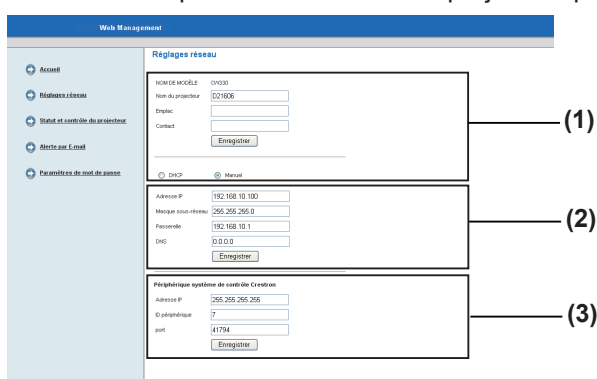 Web Management
Accueil
Réglages réseau
Statut et contrôle du projecteur
Alerte par E-mail
Paramètres de mot de passe
Réglages réseau
NOM DE MODÈLE
Nom du projecteur D21606
Emplac
Contact
Enregistrer
DHCP Manuel
(1)
Adresse IP 192.168.10.100
Masque sous-réseau 255.255.255.0
Passerelle 192.168.10.1
DNS 0.0.0.0
Enregistrer
(2)
Périphérique système de contrôle Crestron
Adresse IP 255.255.255.255
ID périphérique 7
port 41794
Enregistrer
(3)